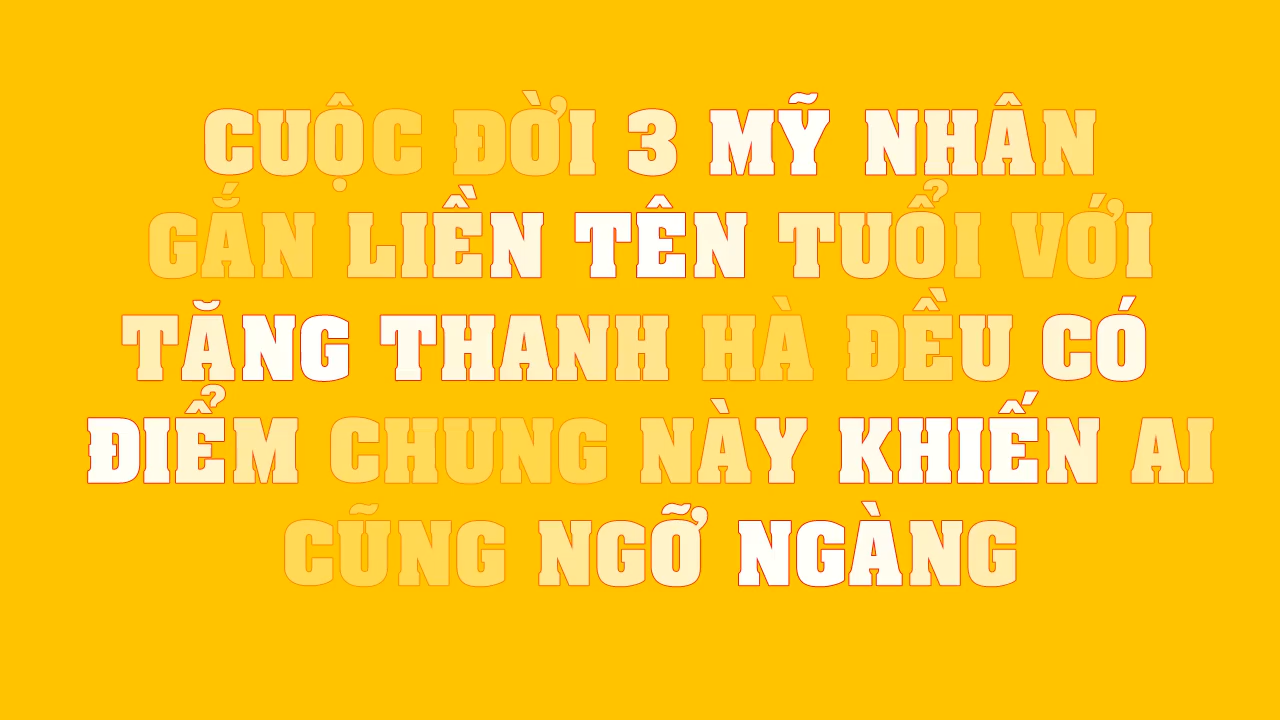 CUỘC ĐỜI 3 MỸ NHÂN
GẮN LIỀN TÊN TUỔI VỚI
TĂNG THANH HÀ ĐỀU CÓ
ĐIỂM CHUNG NÀY KHIẾN AI
CŨNG NGỠ NGÀNG